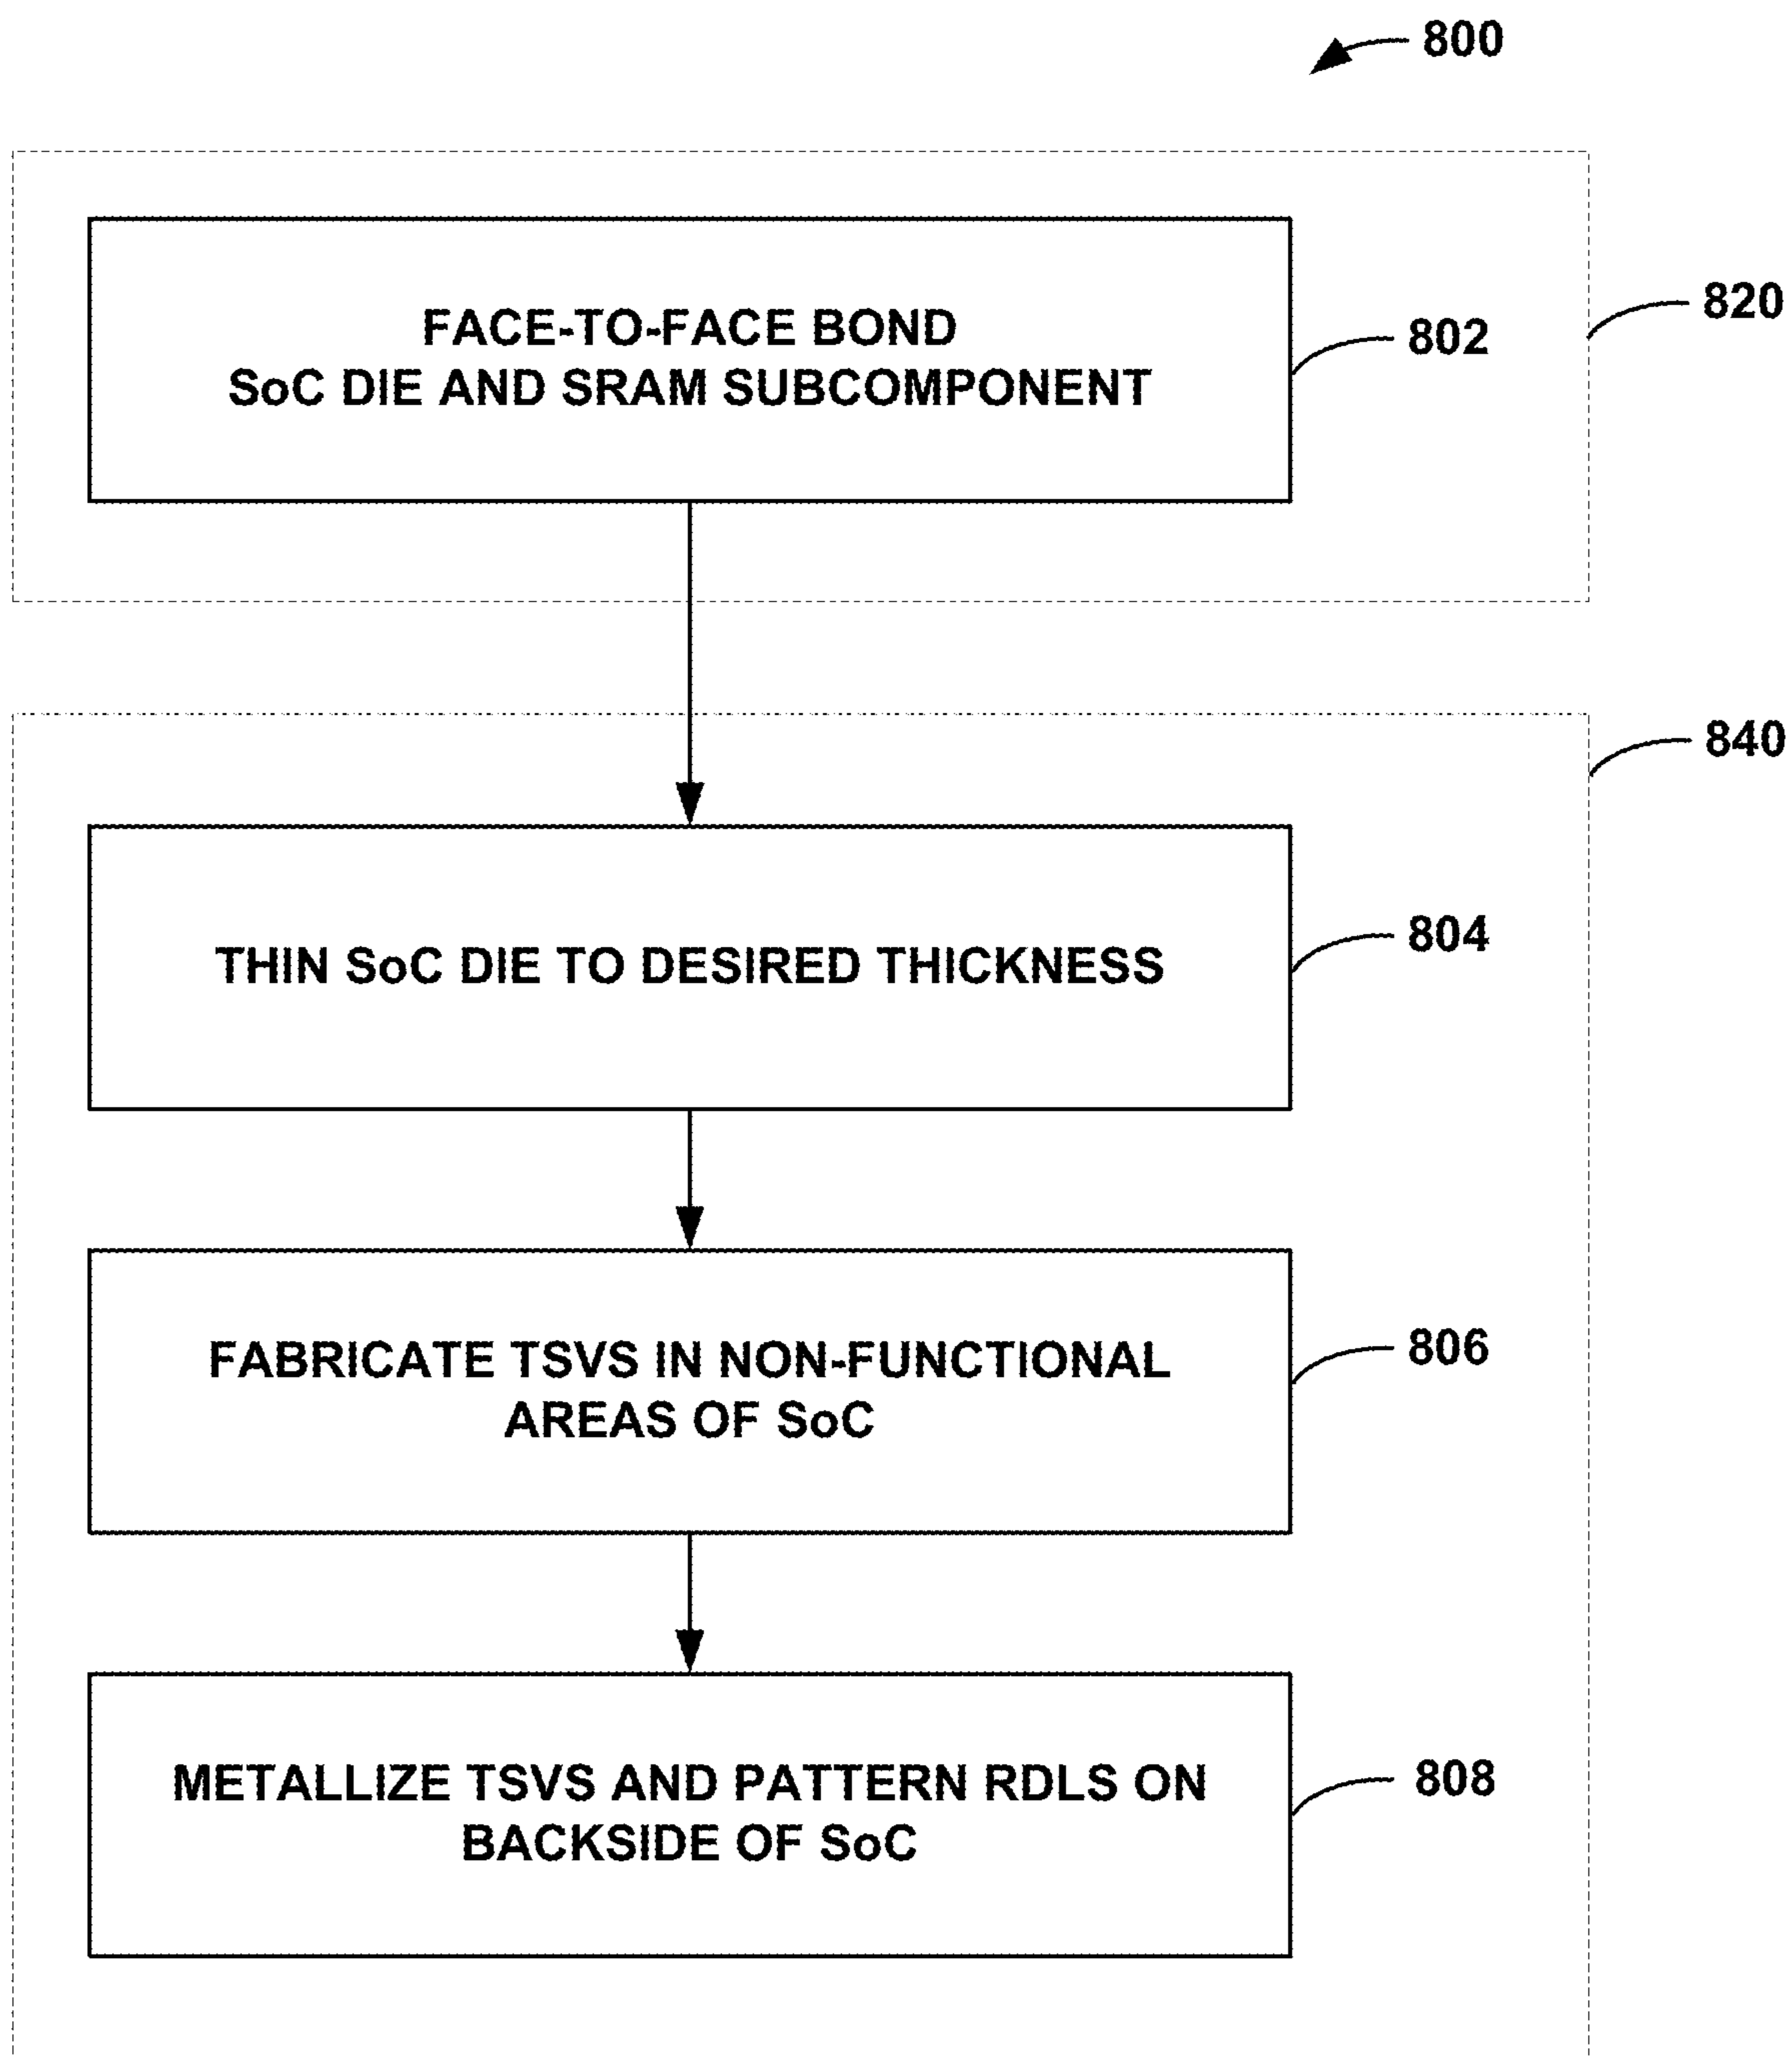 800
FACE-TO-FACE BOND
SoC DIE AND SRAM SUBCOMPONENT
820
802
840
THIN SoC DIE TO DESIRED THICKNESS
804
FABRICATE TSVS IN NON-FUNCTIONAL
AREAS OF SoC
806
METALLIZE TSVS AND PATTERN RDLS ON
BACKSIDE OF SoC
808